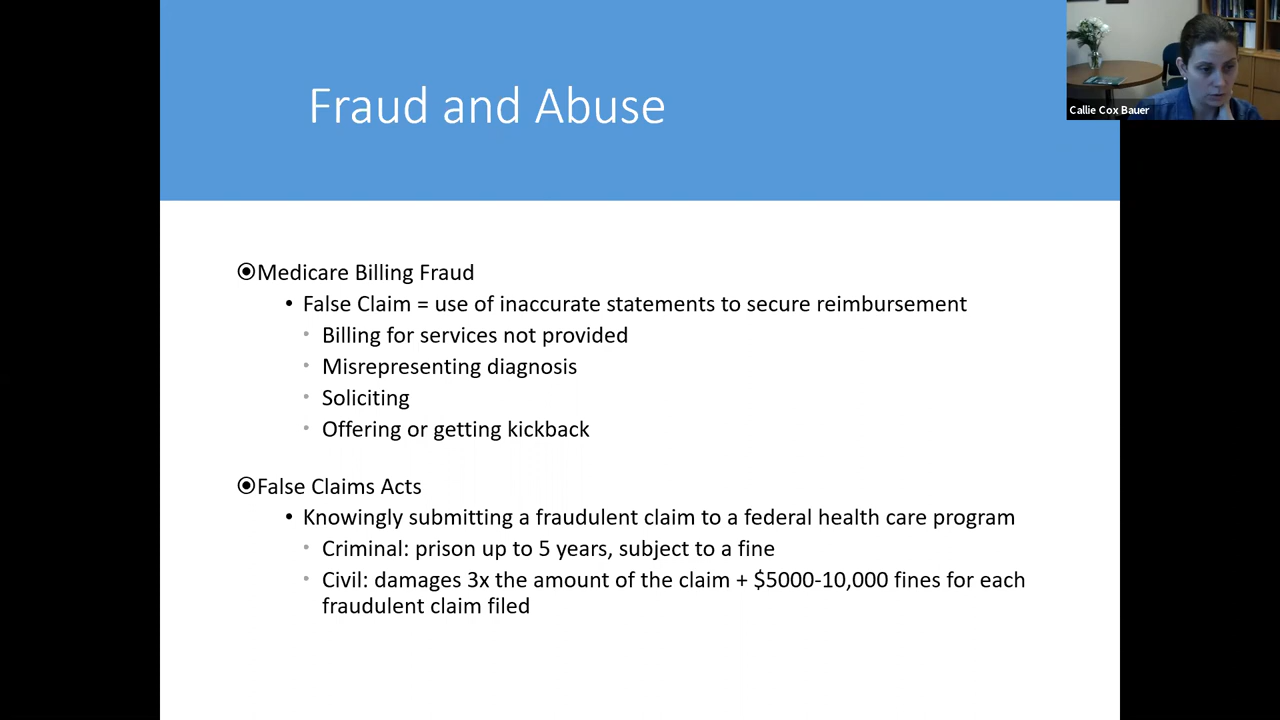 Fraud and Abuse
Callie Cox Bauer
Medicare Billing Fraud
• False Claim = use of inaccurate statements to secure reimbursement
• Billing for services not provided
• Misrepresenting diagnosis
• Soliciting
• Offering or getting kickback
False Claims Acts
• Knowingly submitting a fraudulent claim to a federal health care program
• Criminal: prison up to 5 years, subject to a fine
• Civil: damages 3x the amount of the claim + $5000-10,000 fines for each
fraudulent claim filed